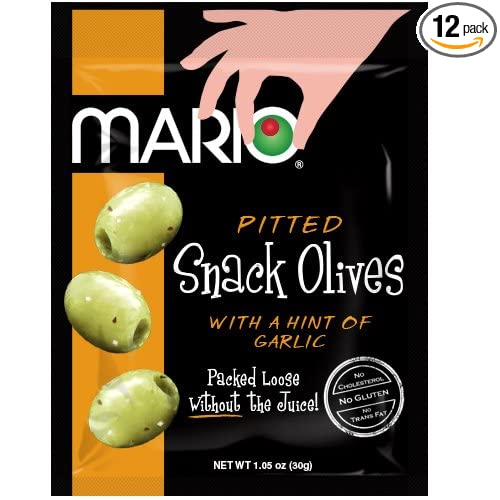 12 pack
MARIO®
PITTED
Snack Olives
WITH A HINT OF
GARLIC
Packed Loose
Without the Juice!
NO
CHOLESTEROL
NO GLUTEN
NO
TRANS FAT
NET WT 1.05 oz (30g)